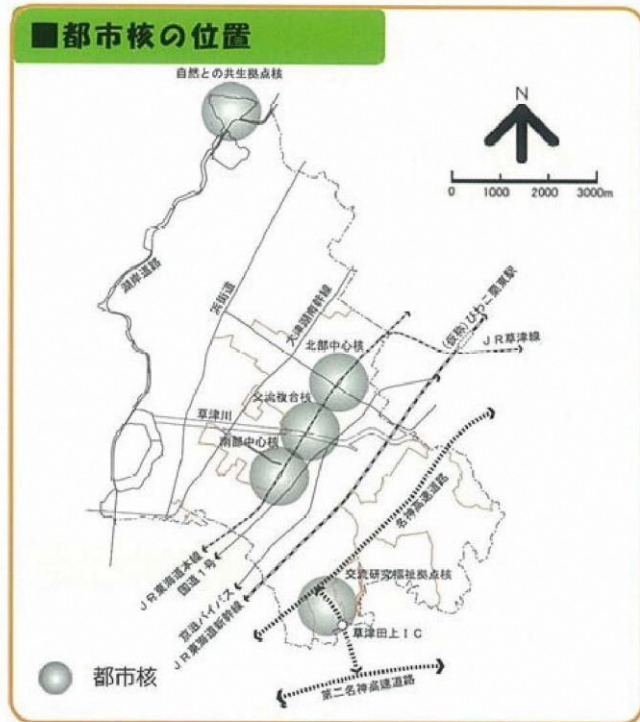 ■都市核の位置
自然との共生拠点核
N
0 1000 2000 3000m
湖岸道路
浜街道
大津湖南幹線
(仮称)びわこ栗東駅
JR草津線
北部中心核
交流複合核
草津川
南部中心核
名神高速道路
JR東海道本線
国道1号
京滋バイパス
JR東海道新幹線
交流研究福祉拠点核
草津田上IC
第二名神高速道路
都市核